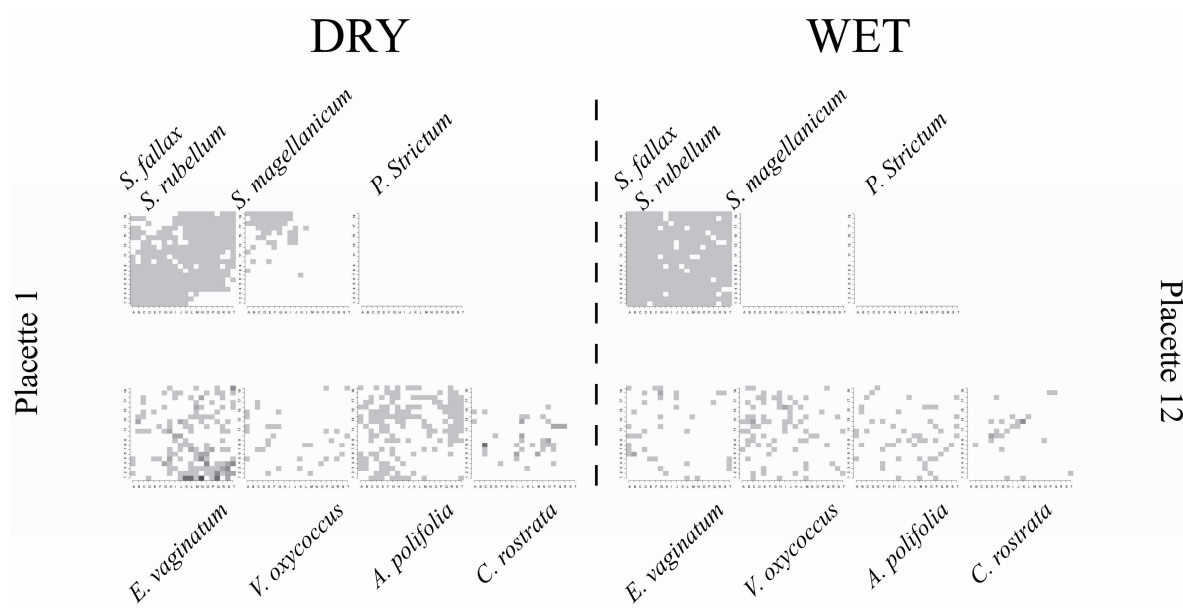 DRY
WET
S. fallax
S. rubellum
S. magellanicum
P. Strictum
S. fallax
S. rubellum
S. magellanicum
P. Strictum
Placette 1
Placette 12
A B C D E F G H I J K L M N O P Q R S T
A B C D E F G H I J K L M N O P Q R S T
A B C D E F G H I J K L M N O P Q R S T
A B C D E F G H I J K L M N O P Q R S T
A B C D E F G H I J K L M N O P Q R S T
A B C D E F G H I J K L M N O P Q R S T
A B C D E F G H I J K L M N O P Q R S T
A B C D E F G H I J K L M N O P Q R S T
A B C D E F G H I J K L M N O P Q R S T
A B C D E F G H I J K L M N O P Q R S T
A B C D E F G H I J K L M N O P Q R S T
A B C D E F G H I J K L M N O P Q R S T
A B C D E F G H I J K L M N O P Q R S T
A B C D E F G H I J K L M N O P Q R S T
E. vaginatum
V. oxycoccus
A. polifolia
C. rostrata
E. vaginatum
V. oxycoccus
A. polifolia
C. rostrata